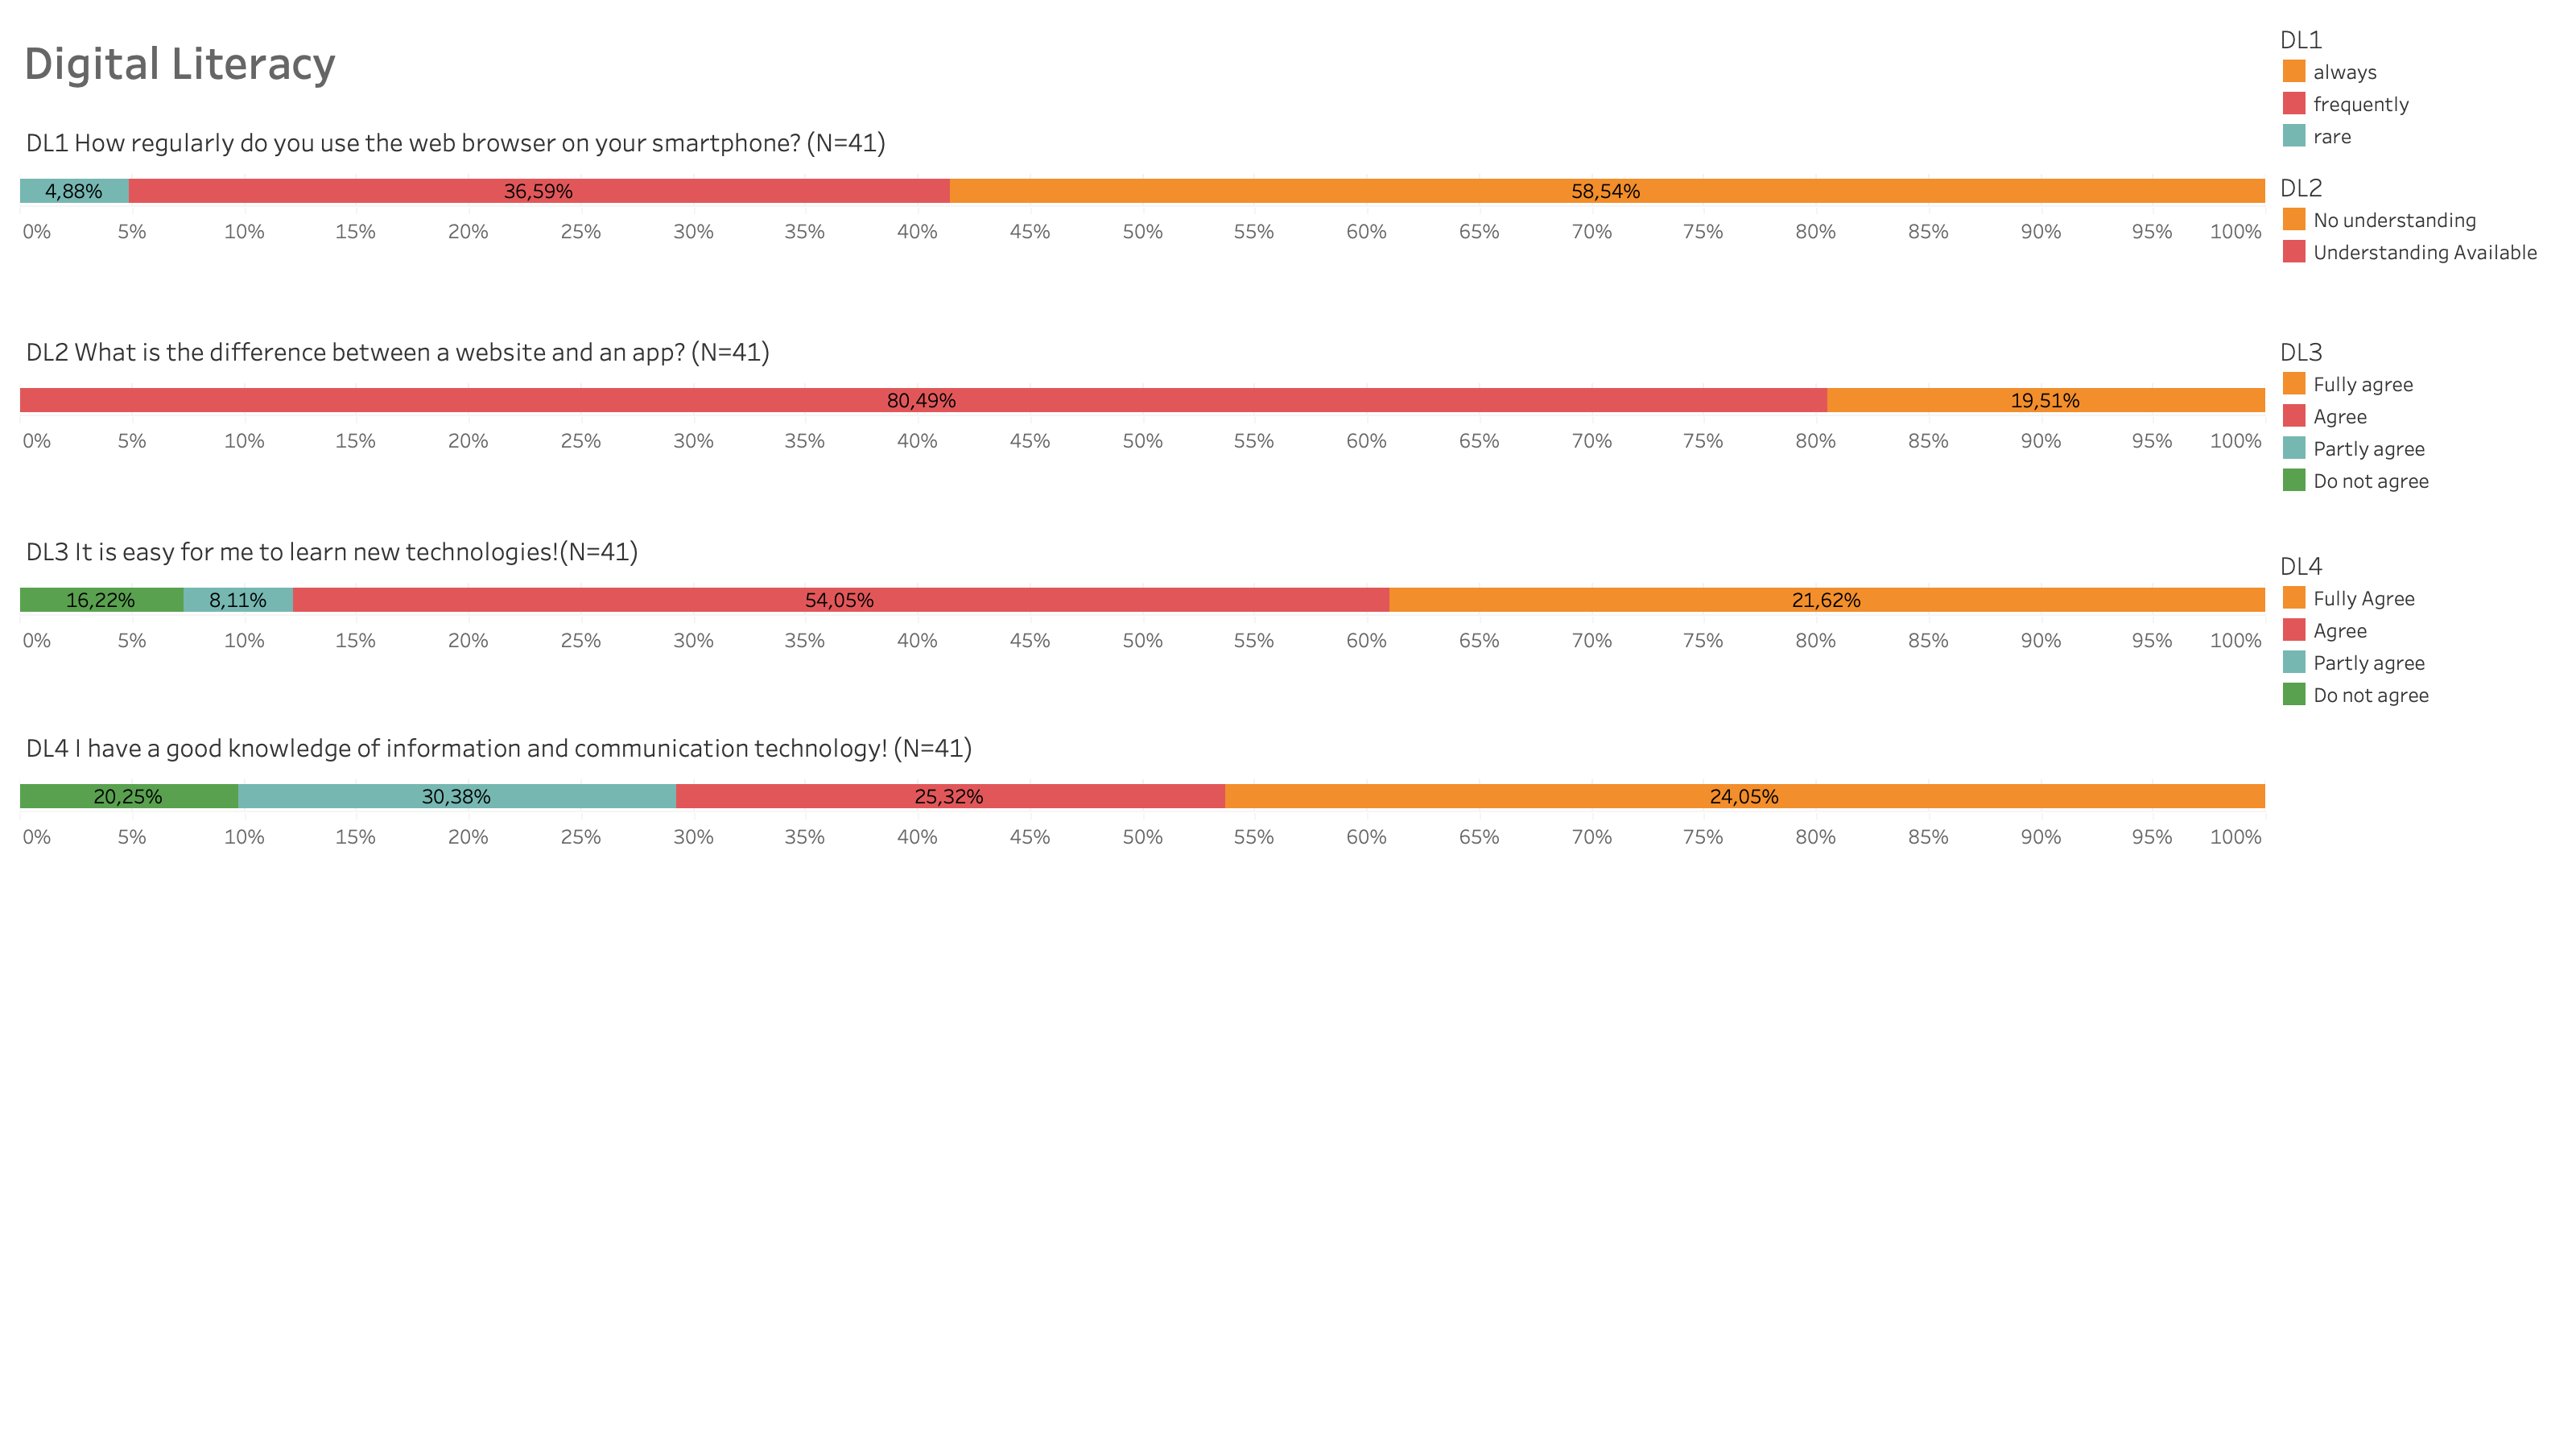 Digital Literacy
DL1 How regularly do you use the web browser on your smartphone? (N=41)
4,88% 36,59% 58,54%
0% 5% 10% 15% 20% 25% 30% 35% 40% 45% 50% 55% 60% 65% 70% 75% 80% 85% 90% 95% 100%
DL2 What is the difference between a website and an app? (N=41)
80,49% 19,51%
0% 5% 10% 15% 20% 25% 30% 35% 40% 45% 50% 55% 60% 65% 70% 75% 80% 85% 90% 95% 100%
DL3 It is easy for me to learn new technologies!(N=41)
16,22% 8,11% 54,05% 21,62%
0% 5% 10% 15% 20% 25% 30% 35% 40% 45% 50% 55% 60% 65% 70% 75% 80% 85% 90% 95% 100%
DL4 I have a good knowledge of information and communication technology! (N=41)
20,25% 30,38% 25,32% 24,05%
0% 5% 10% 15% 20% 25% 30% 35% 40% 45% 50% 55% 60% 65% 70% 75% 80% 85% 90% 95% 100%
DL1
always
frequently
rare
DL2
No understanding
Understanding Available
DL3
Fully agree
Agree
Partly agree
Do not agree
DL4
Fully Agree
Agree
Partly agree
Do not agree